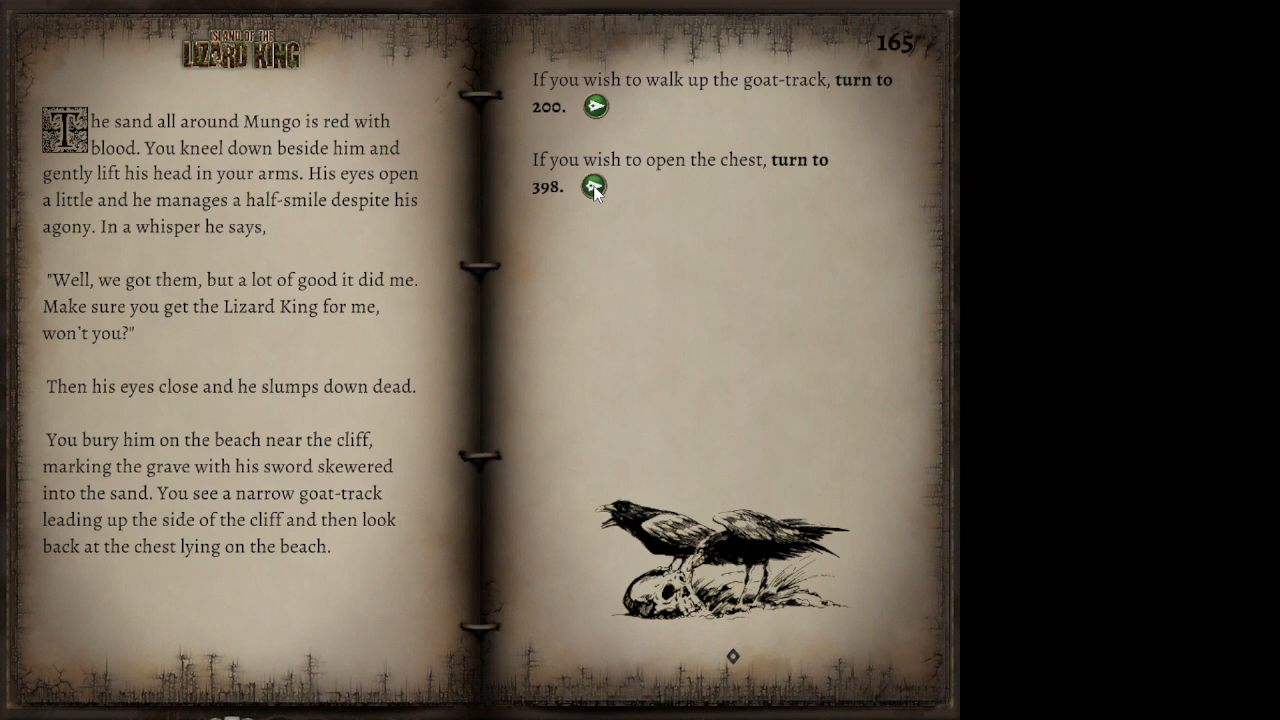 ISLAND OF THE
LIZARD KING
The sand all around Mungo is red with
blood. You kneel down beside him and
gently lift his head in your arms. His eyes open
a little and he manages a half-smile despite his
agony. In a whisper he says,
"Well, we got them, but a lot of good it did me.
Make sure you get the Lizard King for me,
won't you?"
Then his eyes close and he slumps down dead.
You bury him on the beach near the cliff,
marking the grave with his sword skewered
into the sand. You see a narrow goat-track
leading up the side of the cliff and then look
back at the chest lying on the beach.
165
If you wish to walk up the goat-track, turn to
200.
If you wish to open the chest, turn to
398.